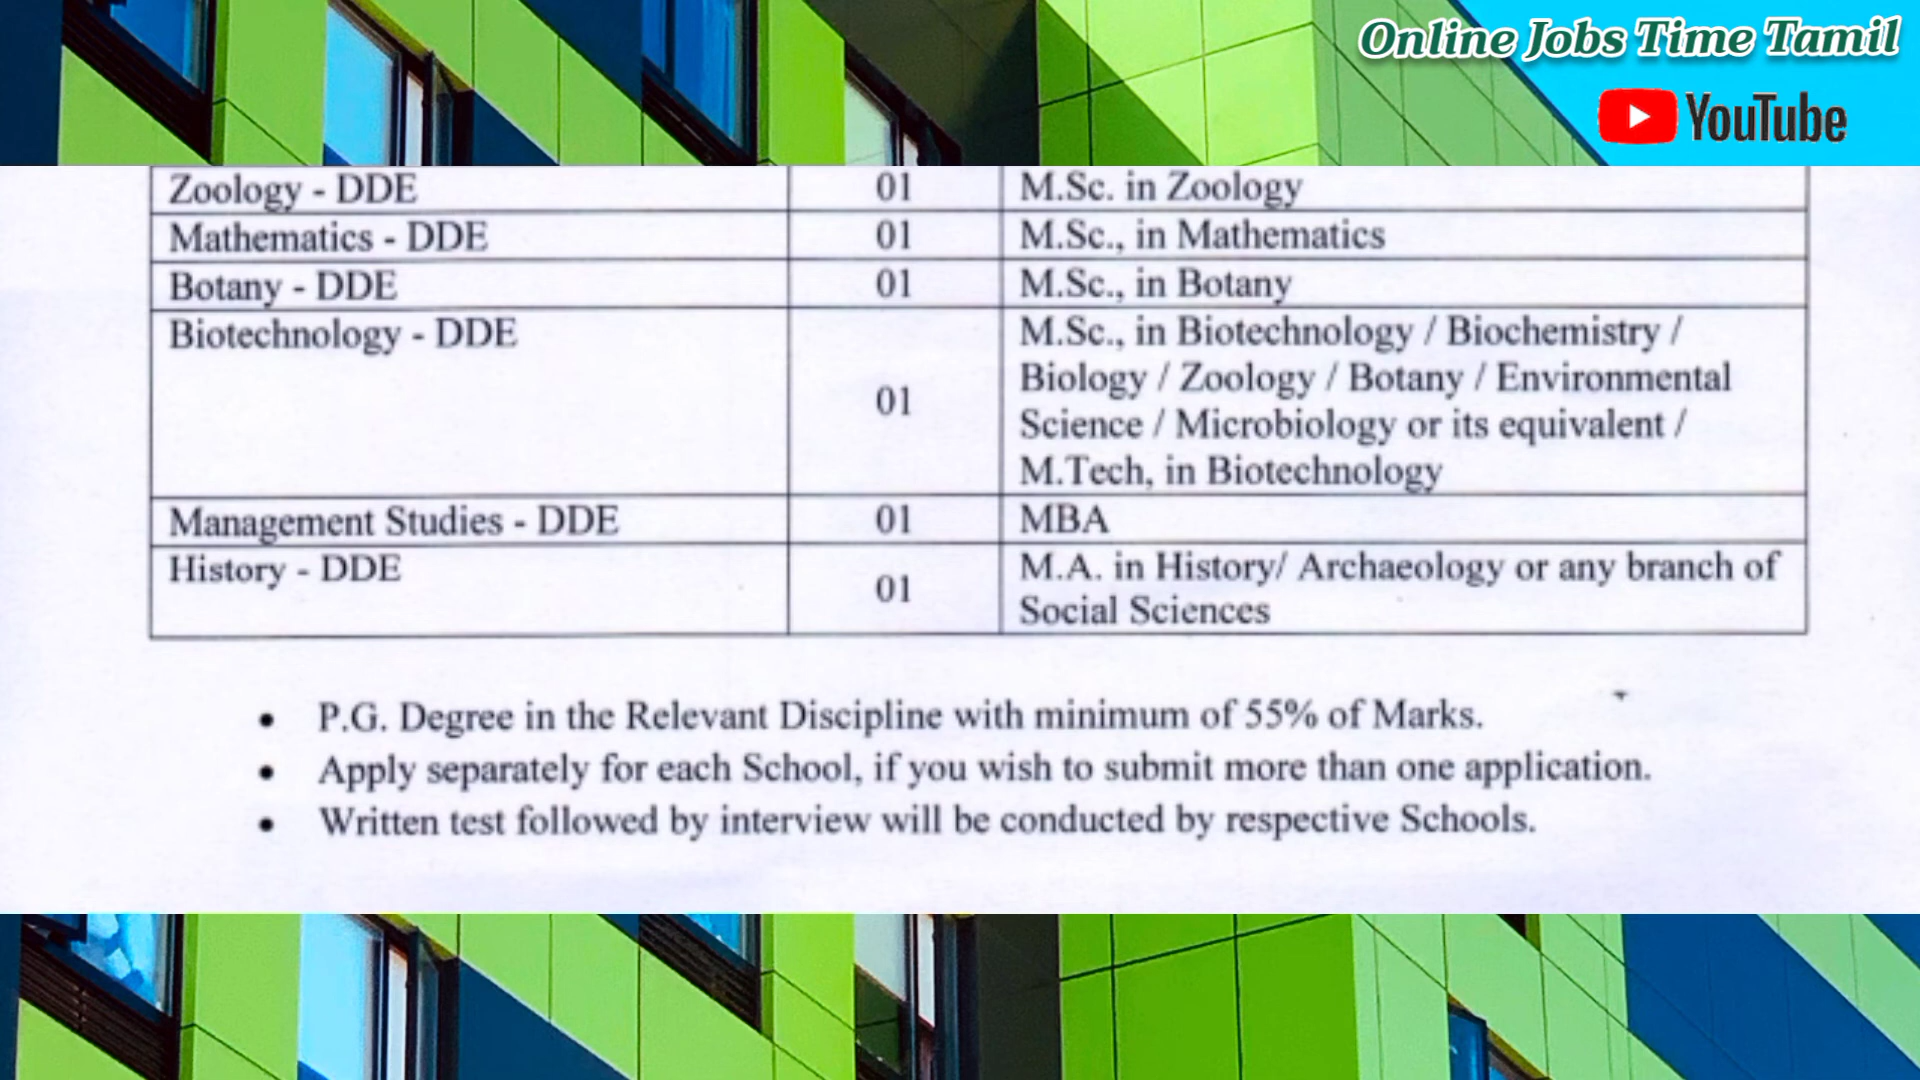 Online Jobs Time Tamil
YouTube
Zoology - DDE 01 M.Sc. in Zoology
Mathematics - DDE 01 M.Sc., in Mathematics
Botany - DDE 01 M.Sc., in Botany
Biotechnology - DDE 01 M.Sc., in Biotechnology / Biochemistry /
Biology / Zoology / Botany / Environmental
Science / Microbiology or its equivalent /
M.Tech, in Biotechnology
Management Studies - DDE 01 MBA
History - DDE 01 M.A. in History/ Archaeology or any branch of
Social Sciences
• P.G. Degree in the Relevant Discipline with minimum of 55% of Marks.
• Apply separately for each School, if you wish to submit more than one application.
• Written test followed by interview will be conducted by respective Schools.